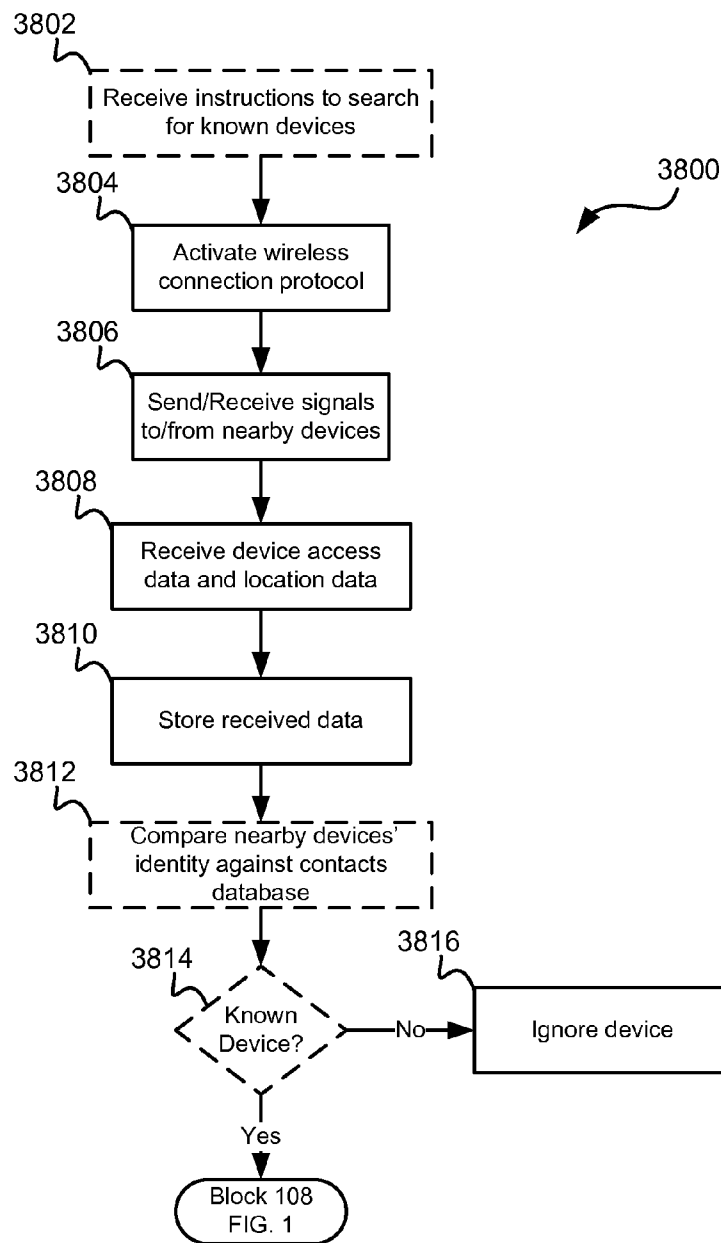 3802
Receive instructions to search
for known devices
3800
3804
Activate wireless
connection protocol
3806
Send/Receive signals
to/from nearby devices
3808
Receive device access
data and location data
3810
Store received data
3812
Compare nearby devices'
identity against contacts
database
3814
3816
Known
Device?
No
Ignore device
Yes
Block 108
FIG. 1